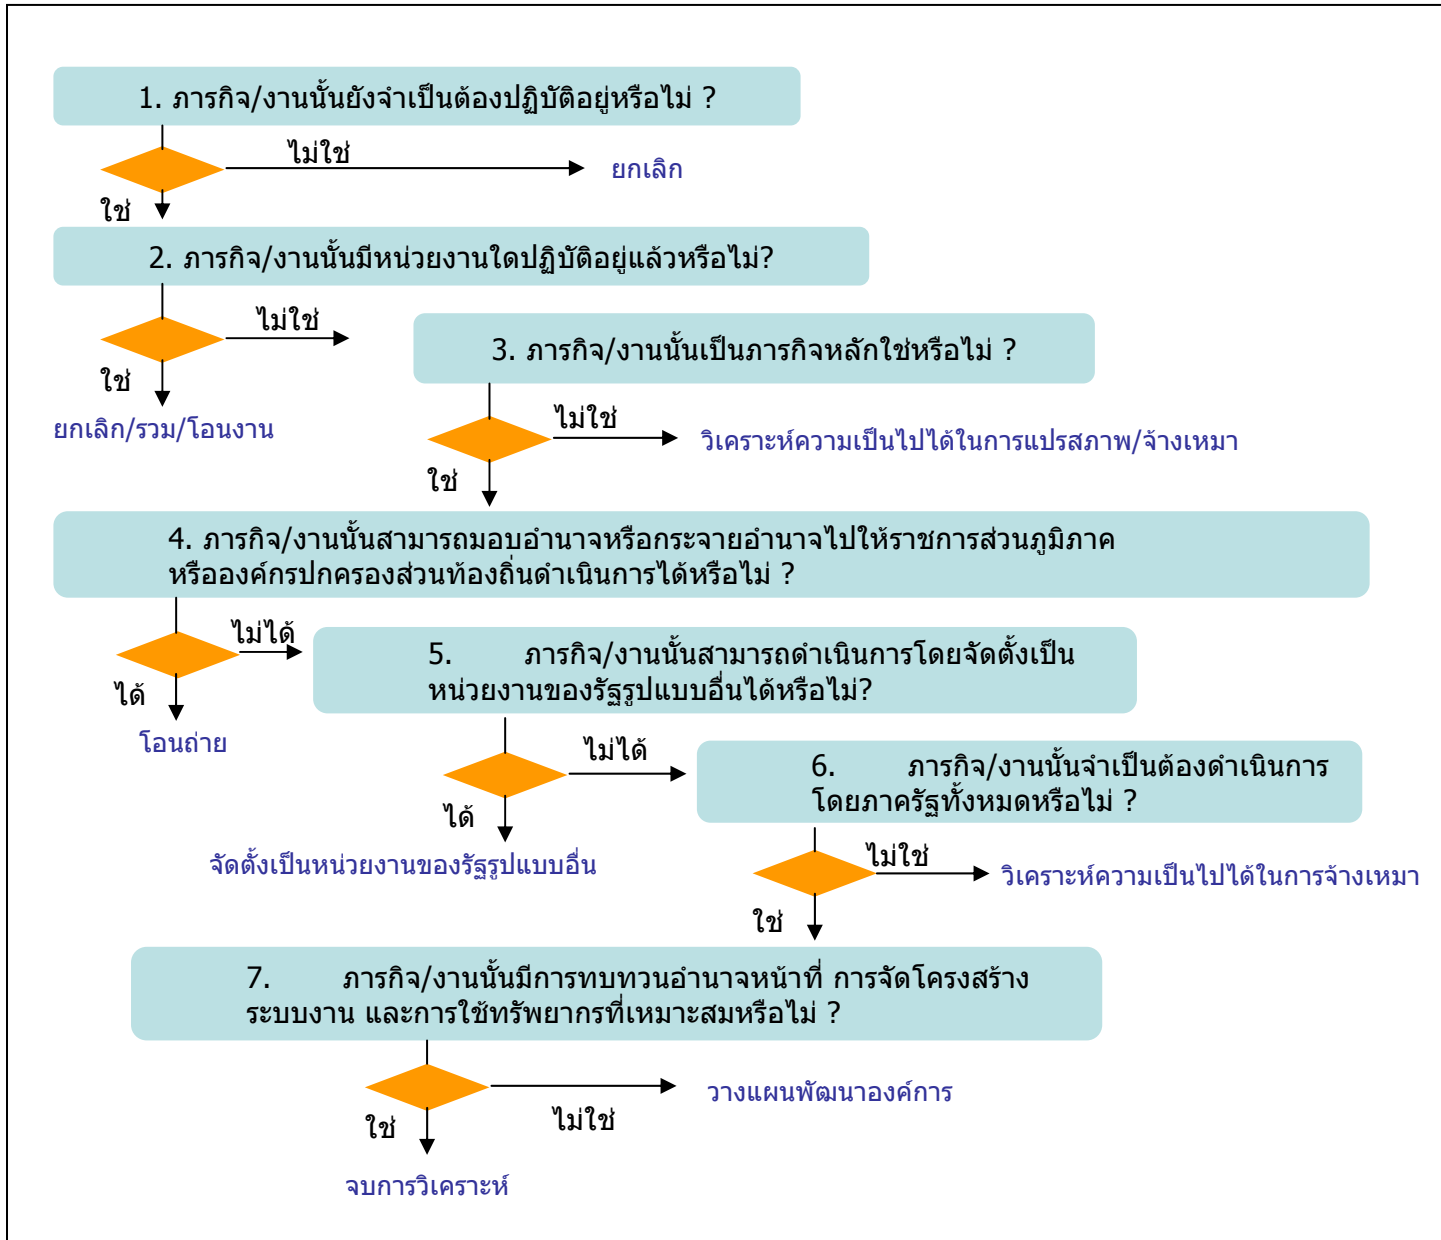 1. ภารกิจ/งานนั้นยังจำเป็นต้องปฏิบัติอยู่หรือไม่ ?
ไม่ใช่
ยกเลิก
ใช่
2. ภารกิจ/งานนั้นมีหน่วยงานใดปฏิบัติอยู่แล้วหรือไม่?
ไม่ใช่
3. ภารกิจ/งานนั้นเป็นภารกิจหลักใช่หรือไม่ ?
ใช่
ยกเลิก/รวม/โอนงาน
ไม่ใช่
วิเคราะห์ความเป็นไปได้ในการแปรสภาพ/จ้างเหมา
ใช่
4. ภารกิจ/งานนั้นสามารถมอบอำนาจหรือกระจายอำนาจไปให้ราชการส่วนภูมิภาค
หรือองค์กรปกครองส่วนท้องถิ่นดำเนินการได้หรือไม่ ?
ไม่ได้
5. ภารกิจ/งานนั้นสามารถดำเนินการโดยจัดตั้งเป็น
หน่วยงานของรัฐรูปแบบอื่นได้หรือไม่?
ได้
โอนถ่าย
ไม่ได้
6. ภารกิจ/งานนั้นจำเป็นต้องดำเนินการ
โดยภาครัฐทั้งหมดหรือไม่ ?
ได้
จัดตั้งเป็นหน่วยงานของรัฐรูปแบบอื่น
ไม่ใช่
วิเคราะห์ความเป็นไปได้ในการจ้างเหมา
ใช่
7. ภารกิจ/งานนั้นมีการทบทวนอำนาจหน้าที่ การจัดโครงสร้าง
ระบบงาน และการใช้ทรัพยากรที่เหมาะสมหรือไม่ ?
วางแผนพัฒนาองค์การ
ไม่ใช่
ใช่
จบการวิเคราะห์